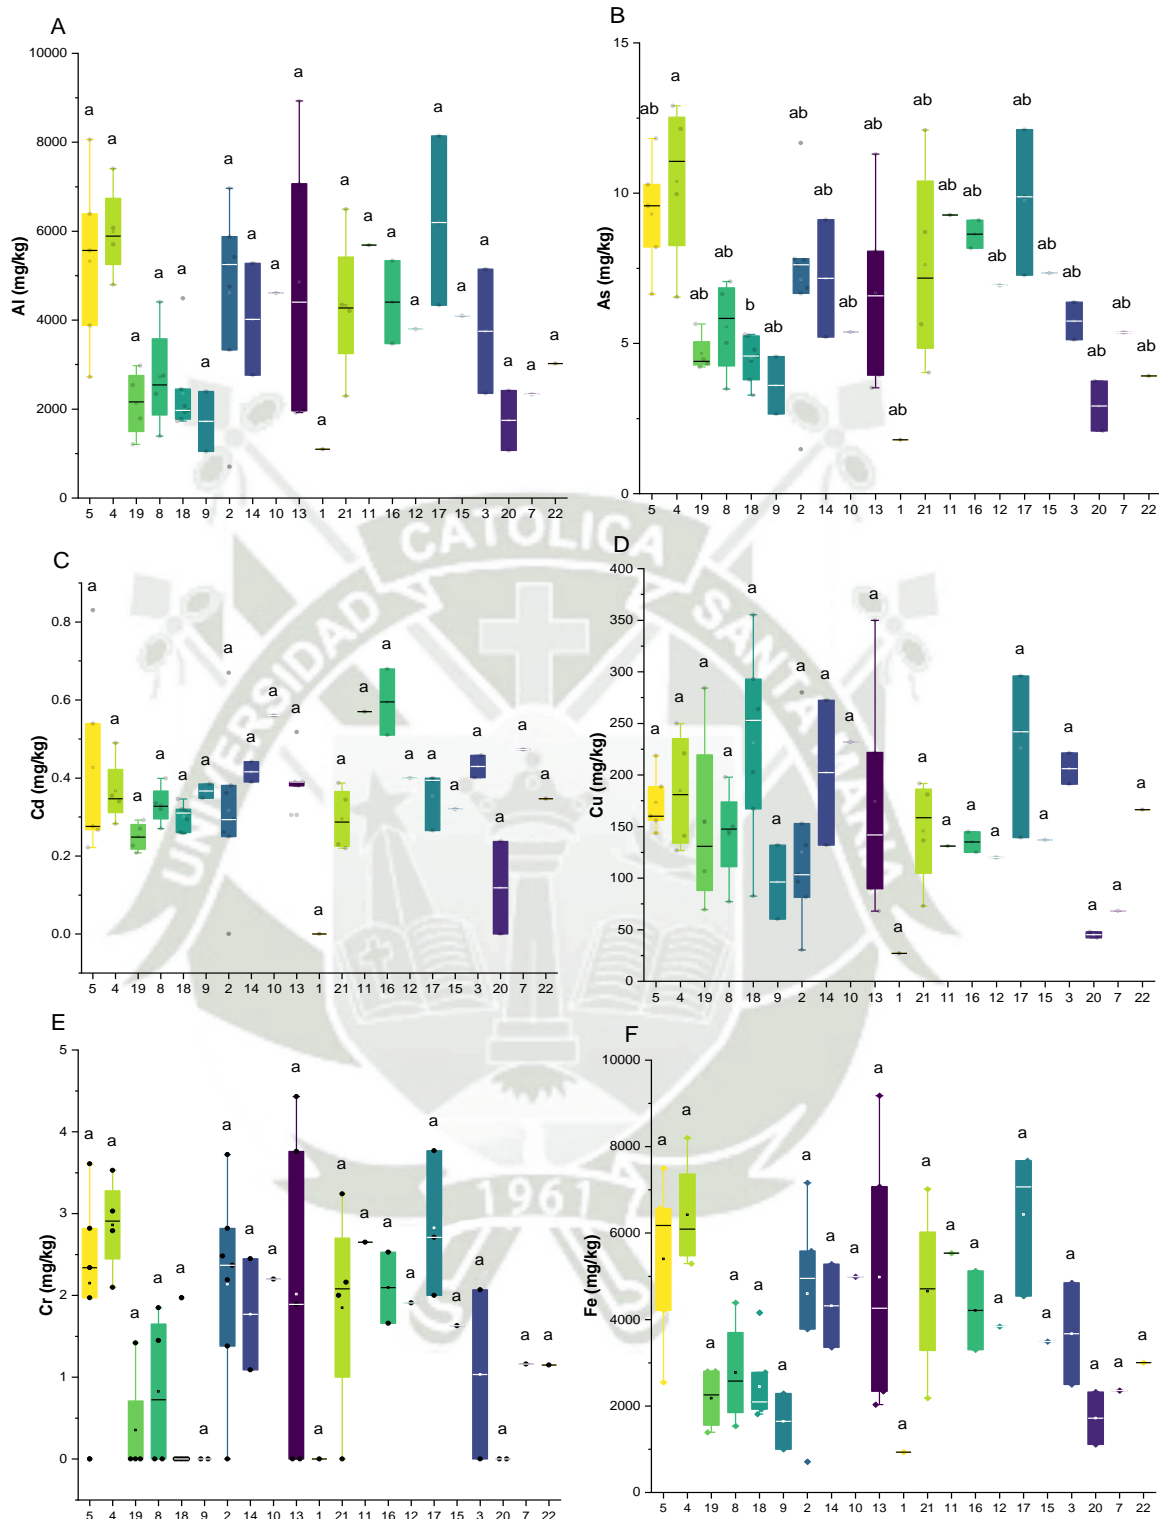 A
Al (mg/kg)
10000
8000
6000
4000
2000
0
a a a a a a a a a a a a a a a a a a a a a a
5 4 19 8 18 9 2 14 10 13 1 21 11 16 12 17 15 3 20 7 22
B
As (mg/kg)
15
10
5
0
ab a ab ab b ab ab ab ab ab ab ab ab ab ab ab ab ab ab ab ab
5 4 19 8 18 9 2 14 10 13 1 21 11 16 12 17 15 3 20 7 22
C
Cd (mg/kg)
0.8
0.6
0.4
0.2
0.0
a a a a a a a a a a a a a a a a a a a a a
5 4 19 8 18 9 2 14 10 13 1 21 11 16 12 17 15 3 20 7 22
D
Cu (mg/kg)
400
350
300
250
200
150
100
50
0
a a a a a a a a a a a a a a a a a a a a a
5 4 19 8 18 9 2 14 10 13 1 21 11 16 12 17 15 3 20 7 22
E
Cr (mg/kg)
5
4
3
2
1
0
a a a a a a a a a a a a a a a a a a a a a
5 4 19 8 18 9 2 14 10 13 1 21 11 16 12 17 15 3 20 7 22
F
Fe (mg/kg)
10000
8000
6000
4000
2000
0
a a a a a a a a a a a a a a a a a a a a a
5 4 19 8 18 9 2 14 10 13 1 21 11 16 12 17 15 3 20 7 22
UNIVERSIDAD CATOLICA SANTA MARIA
1961